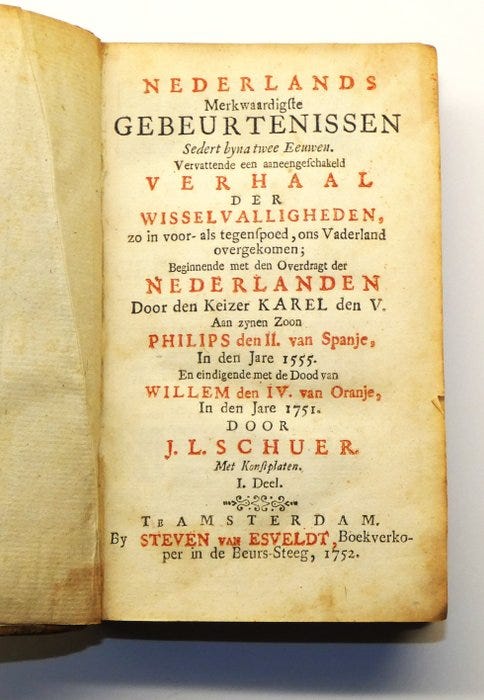 NEDERLANDS
Merkwaardigſte
GEBEURTENISSEN
Sedert byna twee Eeuwen.
Vervattende een aaneengeſchakeld
VERHAAL
DER
WISSELVALLIGHEDEN,
zo in voor- als tegenſpoed, ons Vaderland
overgekomen;
Beginnende met den Overdragt der
NEDERLANDEN
Door den Keizer KAREL den V.
Aan zynen Zoon
PHILIPS den II. van Spanje,
In den Jare 1555.
En eindigende met de Dood van
WILLEM den IV. van Oranje,
In den Jare 1751.
DOOR
J. L. SCHUER.
Met Konſtplaten.
I. Deel.
TE AMSTERDAM.
By STEVEN VAN ESVELDT, Boekverko-
per in de Beurs-Steeg, 1752.